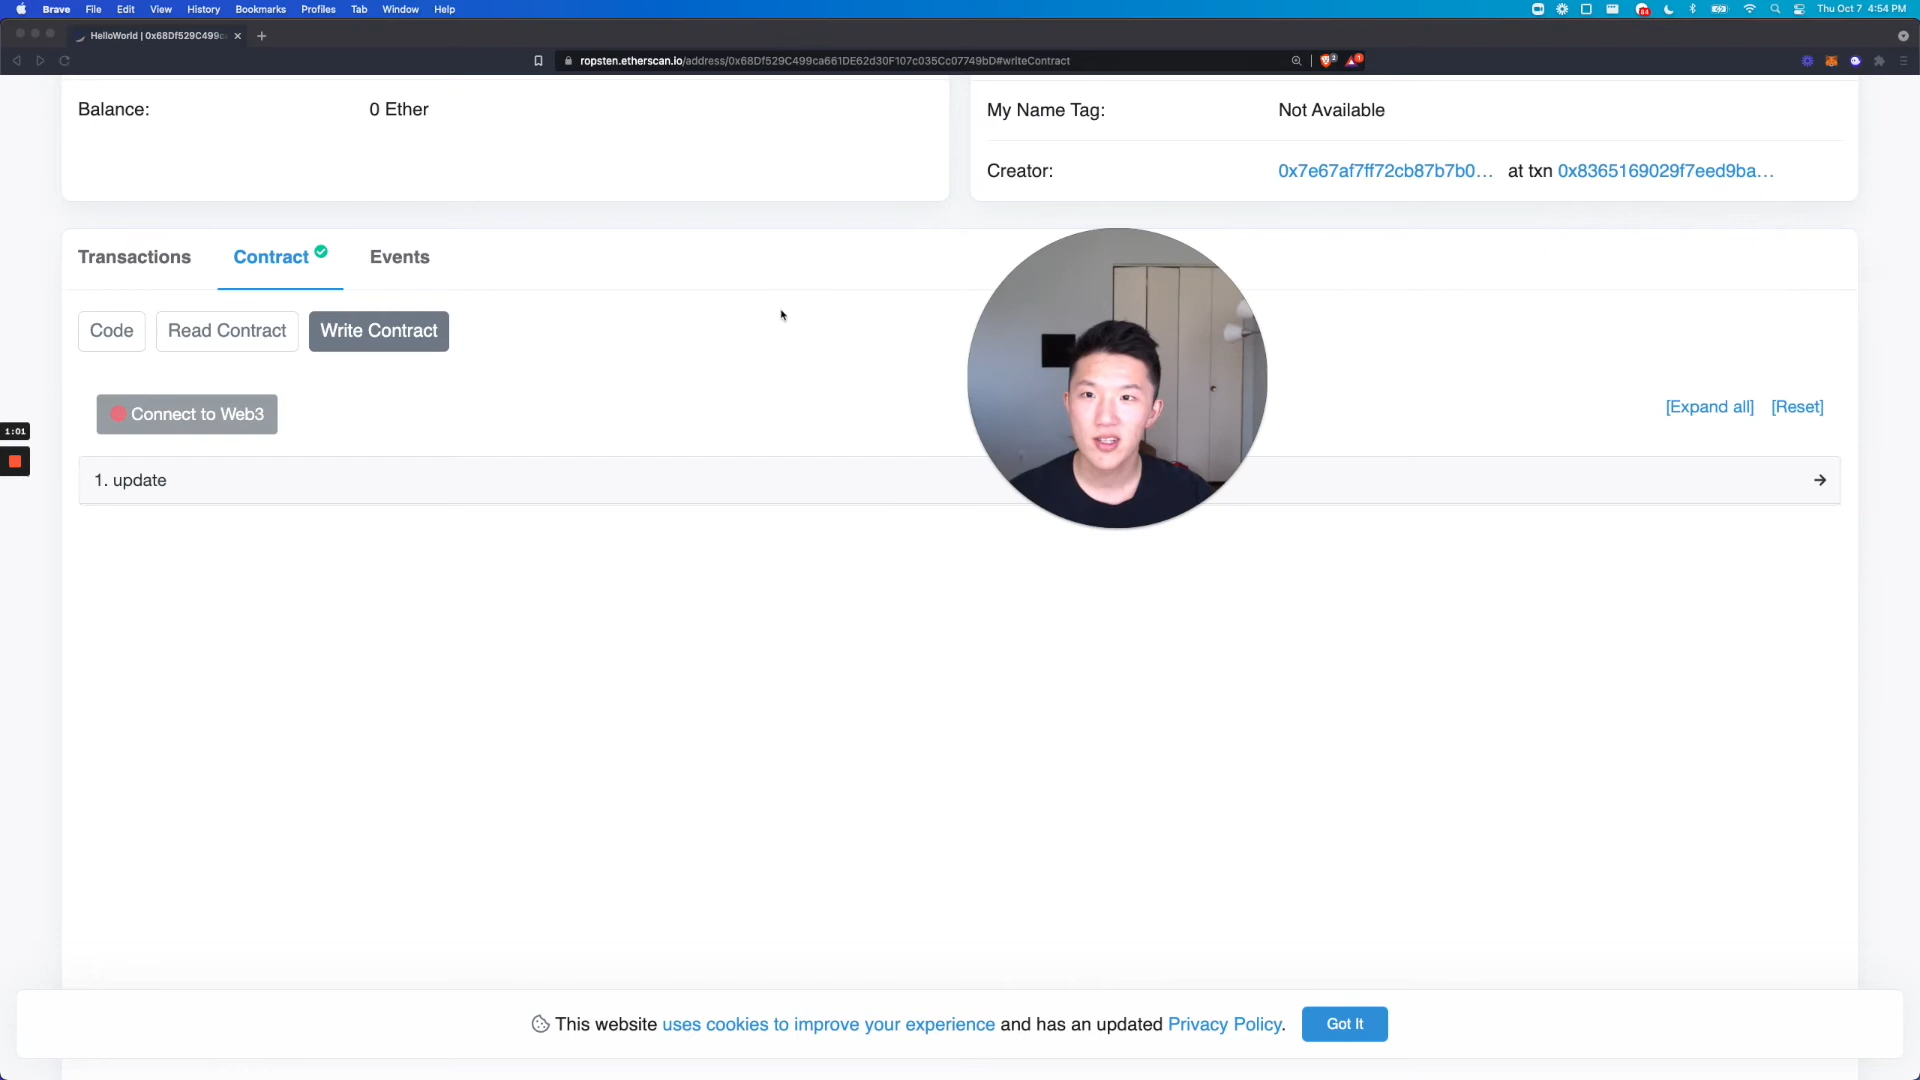 Brave File Edit View History Bookmarks Profiles Tab Window Help
84
Thu Oct 7 4:54 PM
HelloWorld | 0x68Df529C499c
ropsten.etherscan.io/address/0x68Df529C499ca661DE62d30F107c035Cc07749bD#writeContract
Balance: 0 Ether
My Name Tag: Not Available
Creator: 0x7e67af7ff72cb87b7b0... at txn 0x8365169029f7eed9ba...
Transactions Contract Events
Code Read Contract Write Contract
Connect to Web3
[Expand all] [Reset]
1:01
1. update
This website uses cookies to improve your experience and has an updated Privacy Policy. Got It